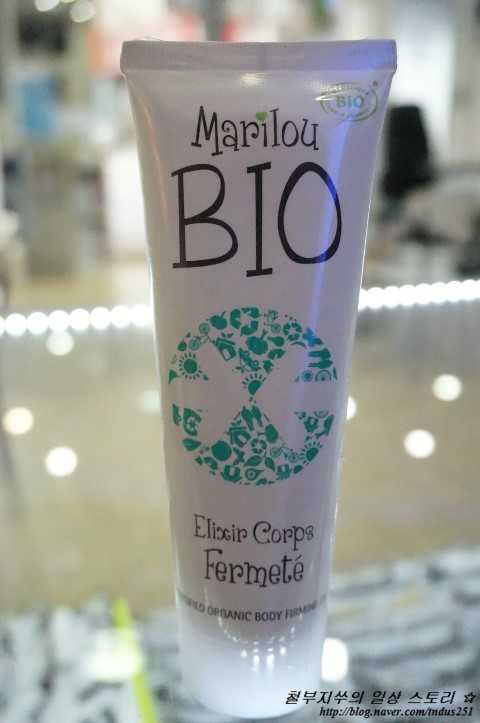 BIO
Marilou
BIO
Elixir Corps
Fermeté
ORGANIC BODY FIRMING
철부지쑤의 일상 스토리 ☆
http://blog.naver.com/tndus251